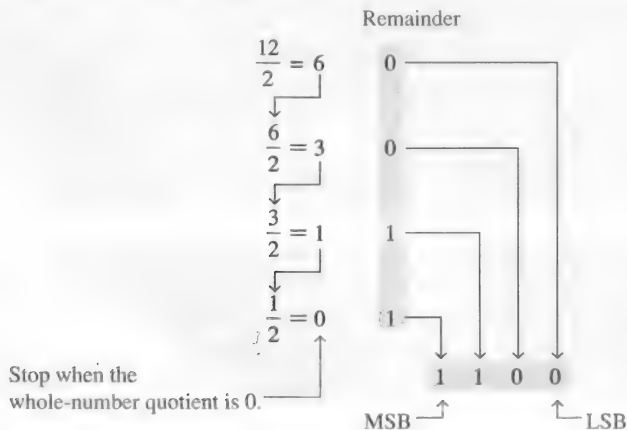 Remainder
12/2 = 6 0
6/2 = 3 0
3/2 = 1 1
1/2 = 0 1
Stop when the
whole-number quotient is 0.
1 1 0 0
MSB LSB